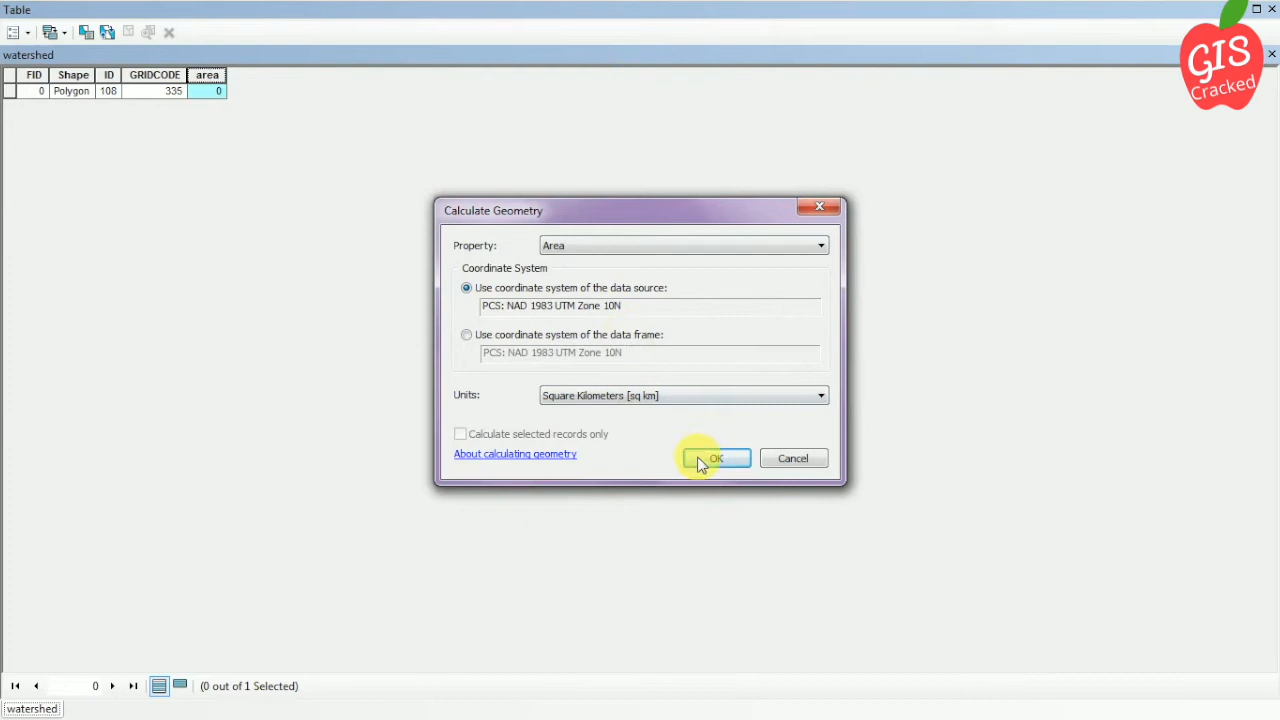 Table
GIS
Cracked
watershed
FID Shape ID GRIDCODE area
0 Polygon 108 335 0
Calculate Geometry
Property: Area
Coordinate System
Use coordinate system of the data source:
PCS: NAD 1983 UTM Zone 10N
Use coordinate system of the data frame:
PCS: NAD 1983 UTM Zone 10N
Units: Square Kilometers [sq km]
Calculate selected records only
About calculating geometry
OK Cancel
0 (0 out of 1 Selected)
watershed